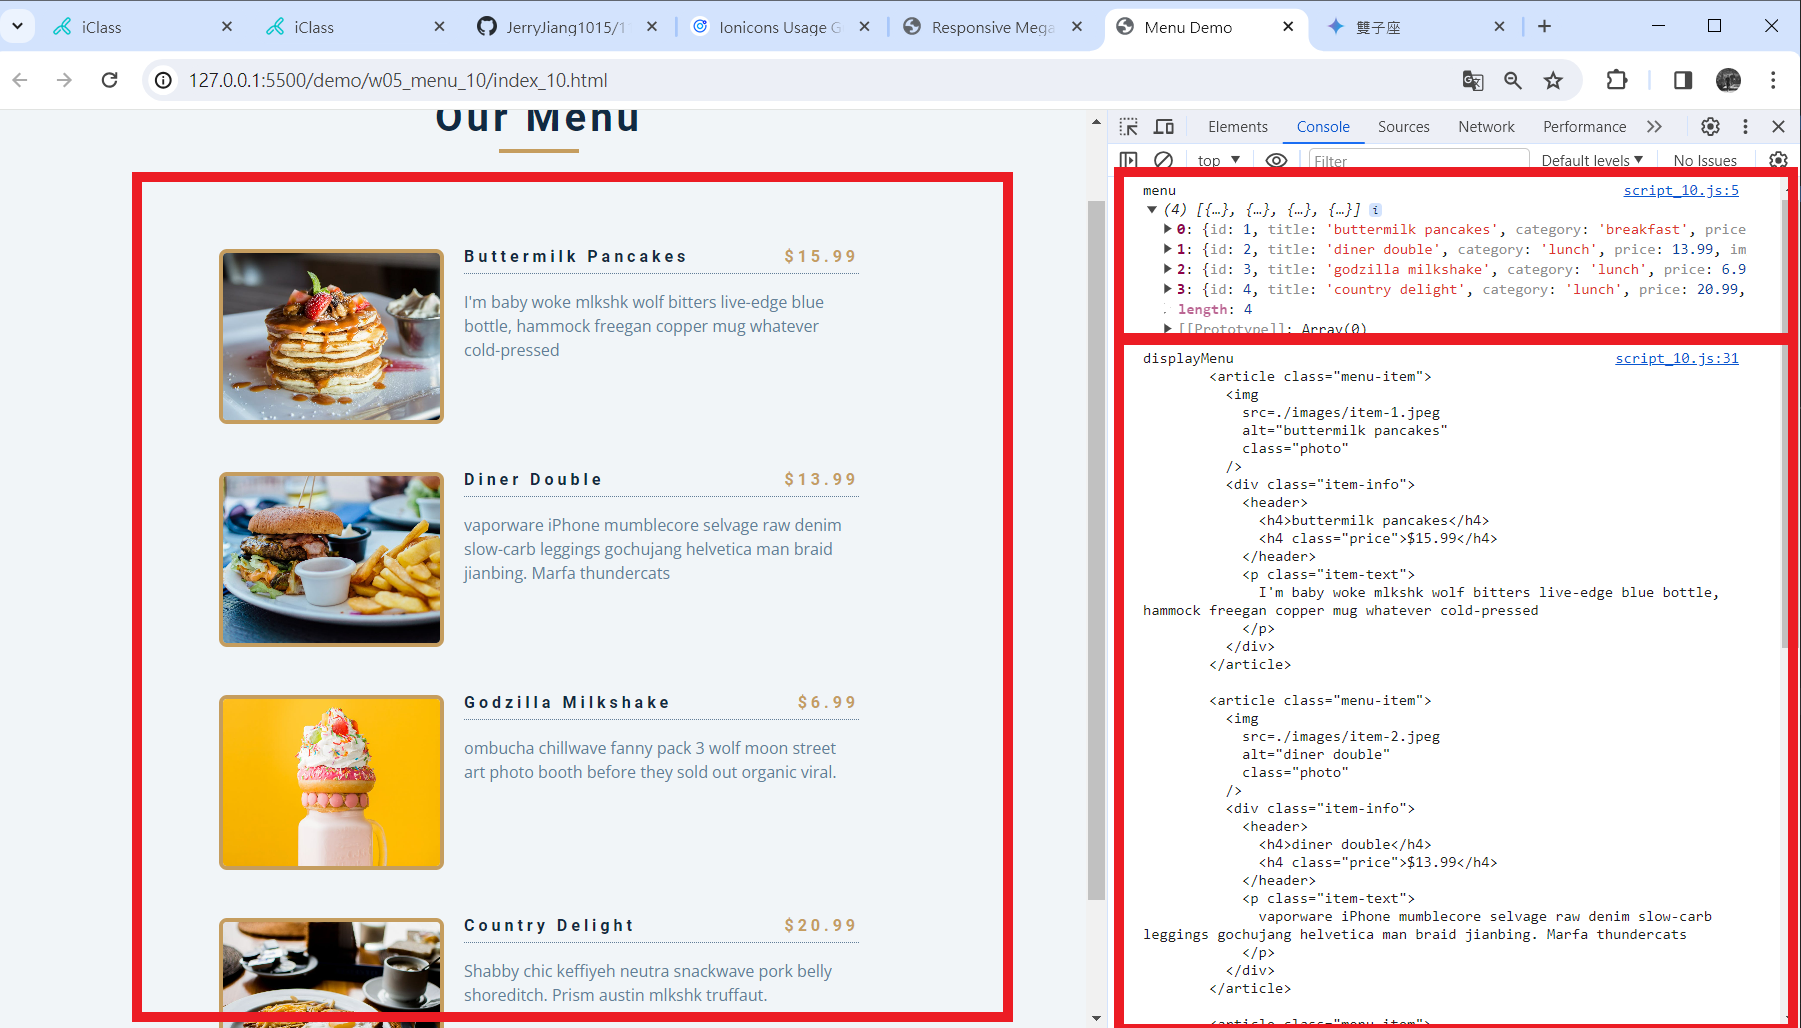 iClass
iClass
JerryJiang1015/1
Ionicons Usage G
Responsive Mega
Menu Demo
雙子座
127.0.0.1:5500/demo/w05_menu_10/index_10.html
Our Menu
Buttermilk Pancakes $15.99
I'm baby woke mlkshk wolf bitters live-edge blue
bottle, hammock freegan copper mug whatever
cold-pressed
Diner Double $13.99
vaporware iPhone mumblecore selvage raw denim
slow-carb leggings gochujang helvetica man braid
jianbing. Marfa thundercats
Godzilla Milkshake $6.99
ombucha chillwave fanny pack 3 wolf moon street
art photo booth before they sold out organic viral.
Country Delight $20.99
Shabby chic keffiyeh neutra snackwave pork belly
shoreditch. Prism austin mlkshk truffaut.
Elements Console Sources Network Performance
top Filter Default levels No Issues
menu script_10.js:5
(4) [{…}, {…}, {…}, {…}] i
0: {id: 1, title: 'buttermilk pancakes', category: 'breakfast', price
1: {id: 2, title: 'diner double', category: 'lunch', price: 13.99, im
2: {id: 3, title: 'godzilla milkshake', category: 'lunch', price: 6.9
3: {id: 4, title: 'country delight', category: 'lunch', price: 20.99,
length: 4
[[Prototype]]: Array(0)
displayMenu script_10.js:31
<article class="menu-item">
<img
src=./images/item-1.jpeg
alt="buttermilk pancakes"
class="photo"
/>
<div class="item-info">
<header>
<h4>buttermilk pancakes</h4>
<h4 class="price">$15.99</h4>
</header>
<p class="item-text">
I'm baby woke mlkshk wolf bitters live-edge blue bottle,
hammock freegan copper mug whatever cold-pressed
</p>
</div>
</article>
<article class="menu-item">
<img
src=./images/item-2.jpeg
alt="diner double"
class="photo"
/>
<div class="item-info">
<header>
<h4>diner double</h4>
<h4 class="price">$13.99</h4>
</header>
<p class="item-text">
vaporware iPhone mumblecore selvage raw denim slow-carb
leggings gochujang helvetica man braid jianbing. Marfa thundercats
</p>
</div>
</article>
<article class="menu-item">